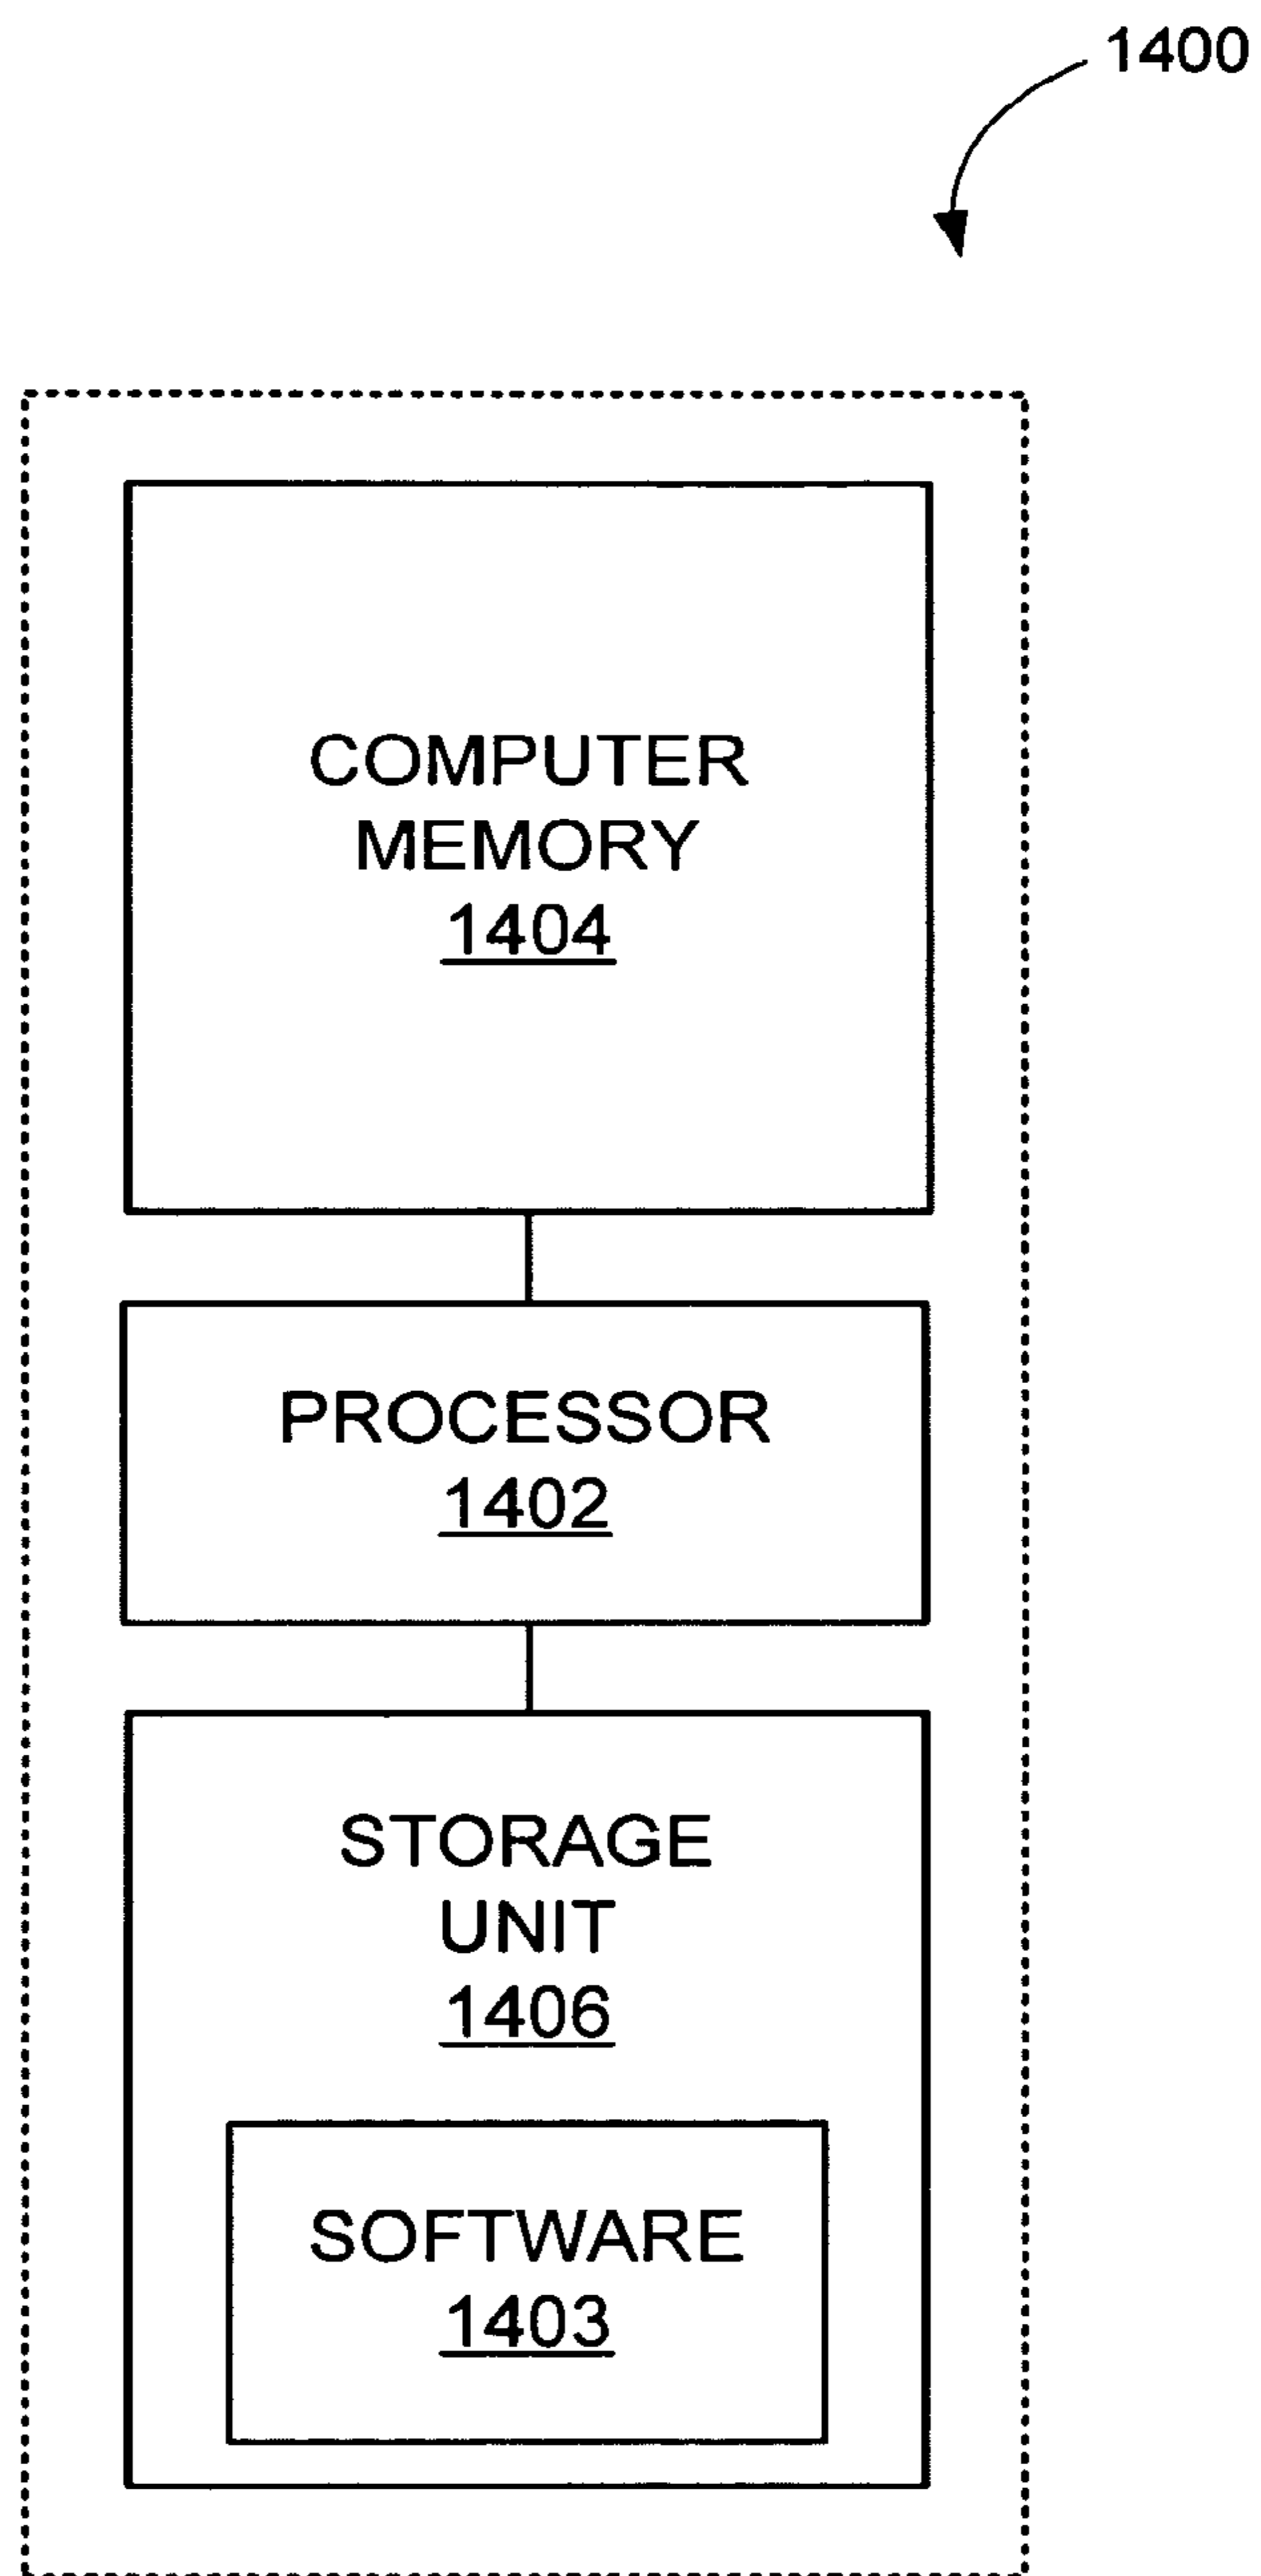 1400
COMPUTER
MEMORY
1404
PROCESSOR
1402
STORAGE
UNIT
1406
SOFTWARE
1403